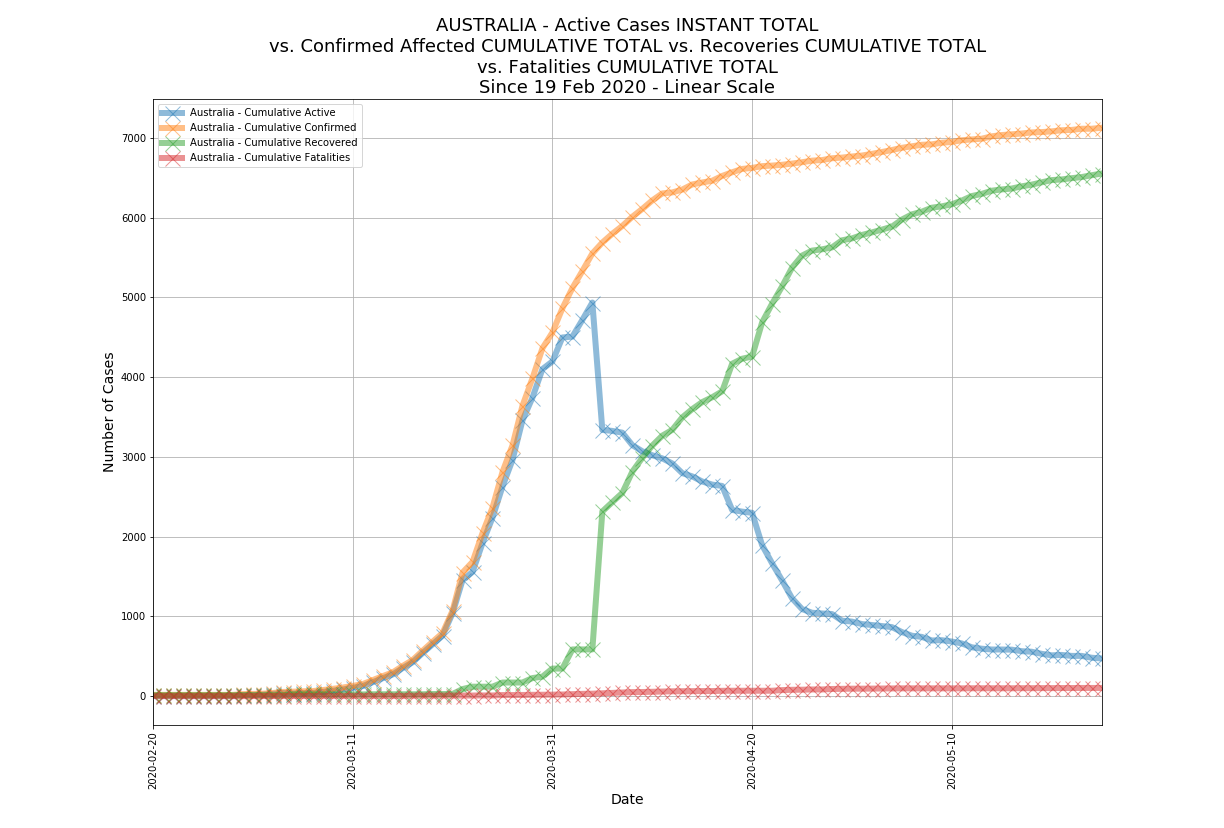 AUSTRALIA - Active Cases INSTANT TOTAL
vs. Confirmed Affected CUMULATIVE TOTAL vs. Recoveries CUMULATIVE TOTAL
vs. Fatalities CUMULATIVE TOTAL
Since 19 Feb 2020 - Linear Scale
Australia - Cumulative Active
Australia - Cumulative Confirmed
Australia - Cumulative Recovered
Australia - Cumulative Fatalities
Number of Cases
7000
6000
5000
4000
3000
2000
1000
0
2020-02-20
2020-03-11
2020-03-31
2020-04-20
2020-05-10
Date